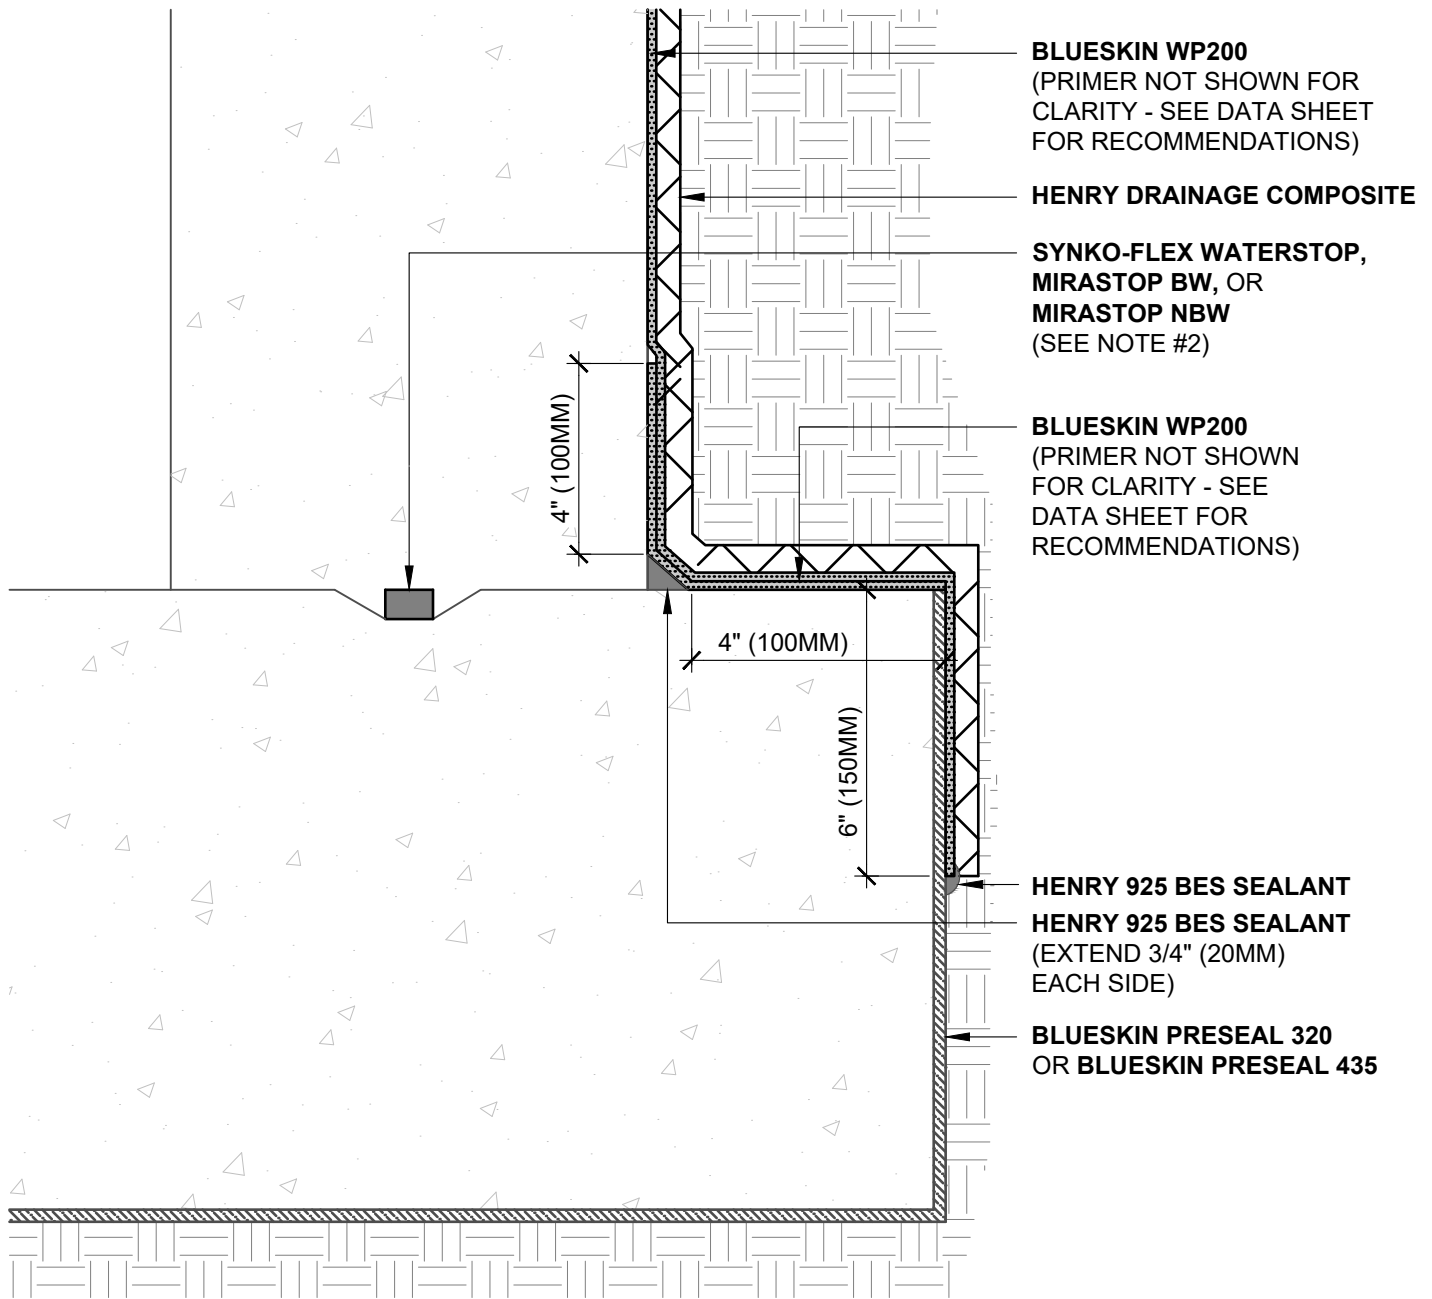 BLUESKIN WP200
(PRIMER NOT SHOWN FOR
CLARITY - SEE DATA SHEET
FOR RECOMMENDATIONS)
HENRY DRAINAGE COMPOSITE
SYNKO-FLEX WATERSTOP,
MIRASTOP BW, OR
MIRASTOP NBW
(SEE NOTE #2)
4" (100MM)
BLUESKIN WP200
(PRIMER NOT SHOWN
FOR CLARITY - SEE
DATA SHEET FOR
RECOMMENDATIONS)
4" (100MM)
6" (150MM)
HENRY 925 BES SEALANT
HENRY 925 BES SEALANT
(EXTEND 3/4" (20MM)
EACH SIDE)
BLUESKIN PRESEAL 320
OR BLUESKIN PRESEAL 435